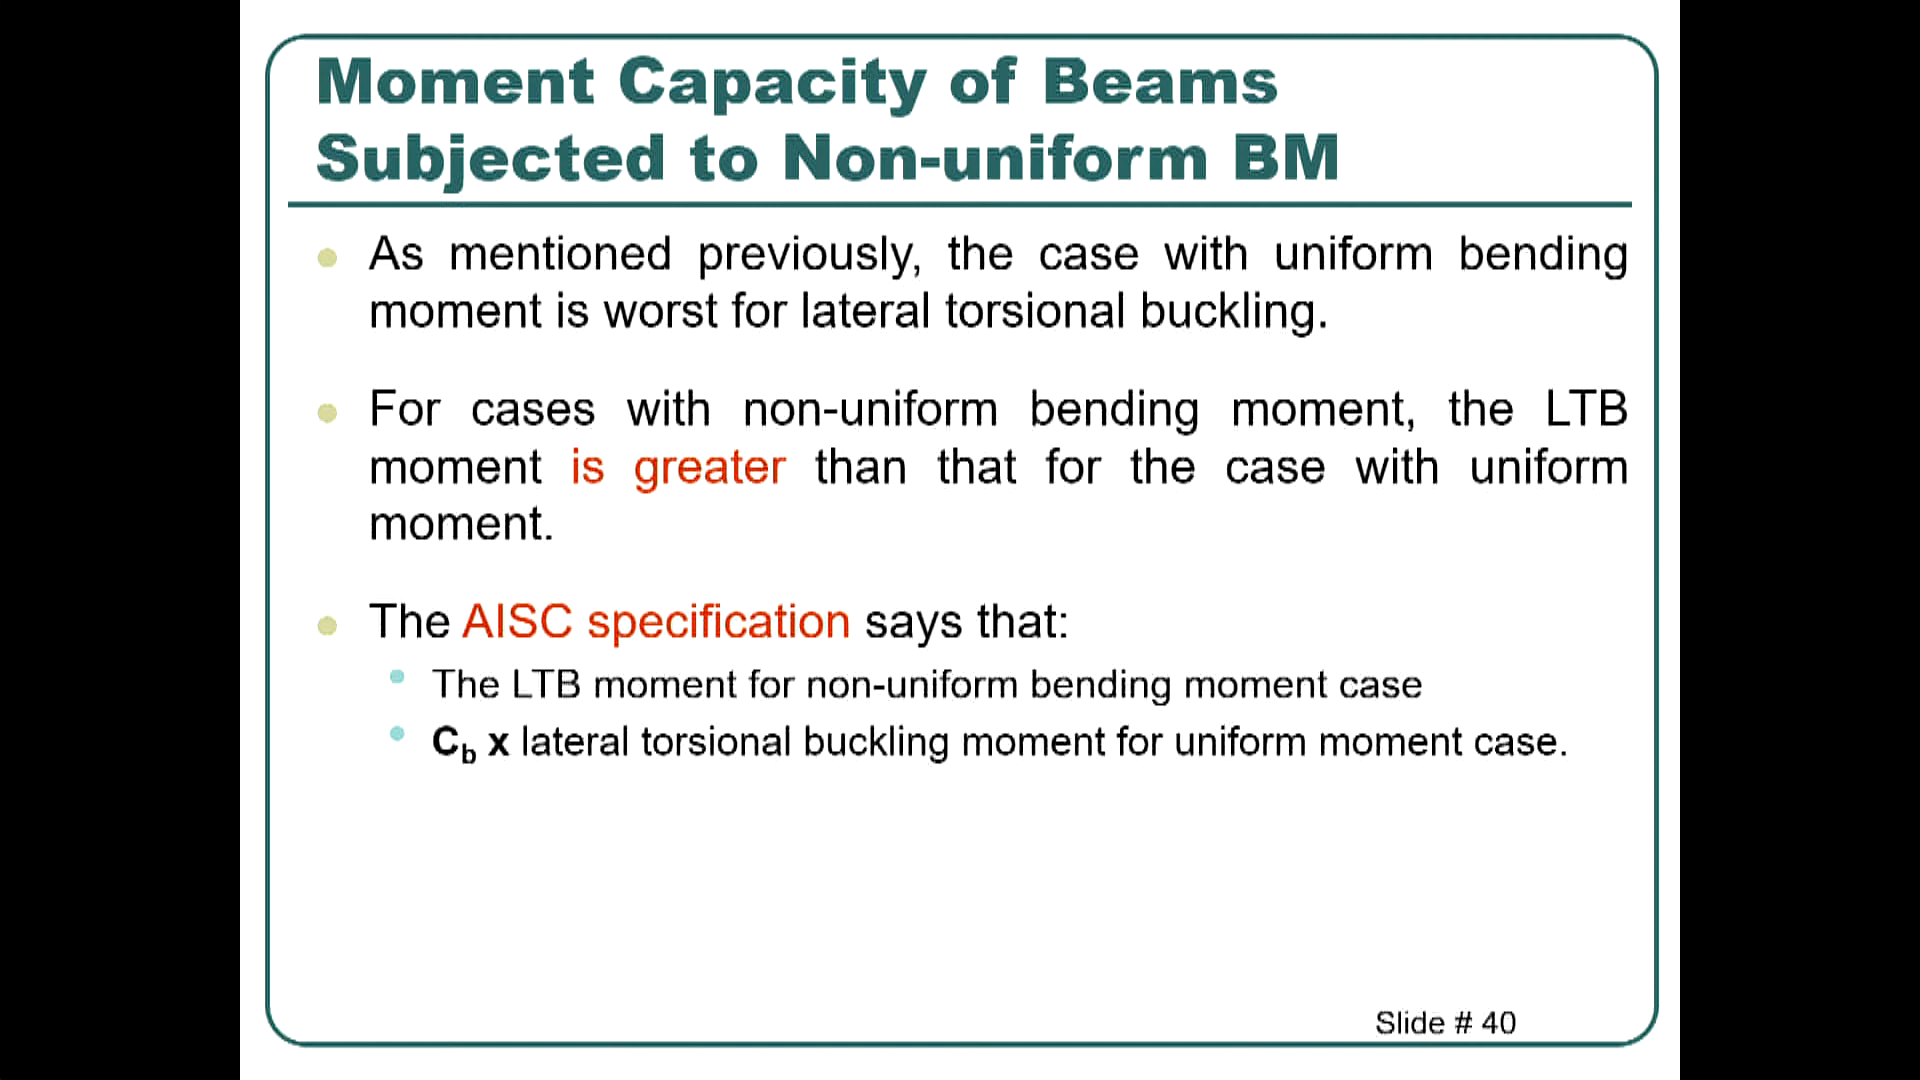 Moment Capacity of Beams
Subjected to Non-uniform BM
As mentioned previously, the case with uniform bending
moment is worst for lateral torsional buckling.
For cases with non-uniform bending moment, the LTB
moment is greater than that for the case with uniform
moment.
The AISC specification says that:
The LTB moment for non-uniform bending moment case
Cb x lateral torsional buckling moment for uniform moment case.
Slide # 40